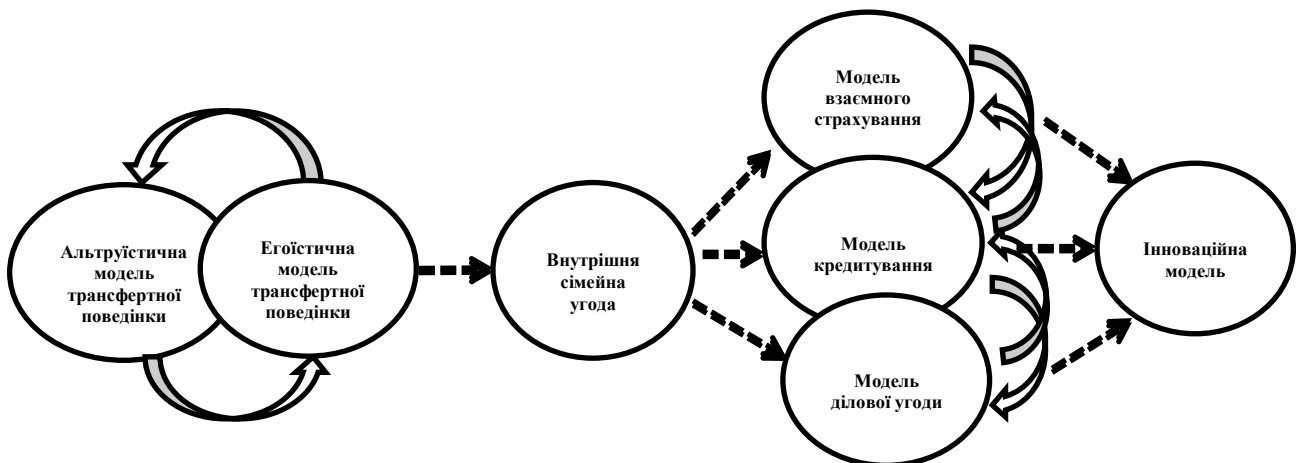 Альтруїстична
модель
трансфертної
поведінки
Егоїстична
модель
трансфертної
поведінки
Внутрішня
сімейна
угода
Модель
взаємного
страхування
Модель
кредитування
Модель
ділової угоди
Інноваційна
модель